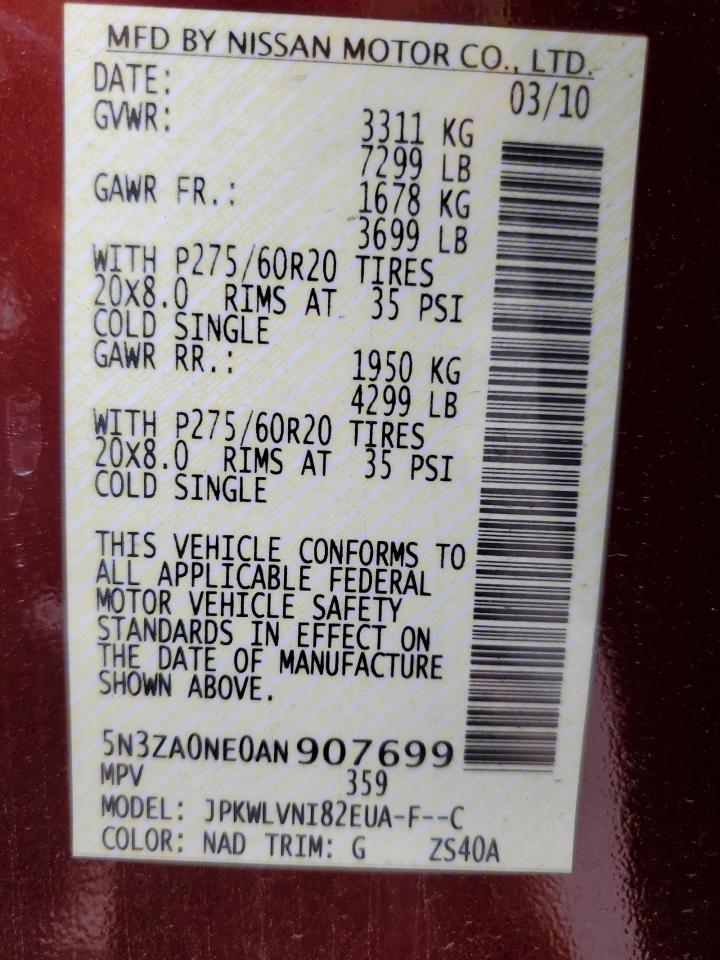 MFD BY NISSAN MOTOR CO., LTD.
DATE: 03/10
GVWR: 3311 KG
7299 LB
GAWR FR.: 1678 KG
3699 LB
WITH P275/60R20 TIRES
20X8.0 RIMS AT 35 PSI
COLD SINGLE
GAWR RR.: 1950 KG
4299 LB
WITH P275/60R20 TIRES
20X8.0 RIMS AT 35 PSI
COLD SINGLE
THIS VEHICLE CONFORMS TO
ALL APPLICABLE FEDERAL
MOTOR VEHICLE SAFETY
STANDARDS IN EFFECT ON
THE DATE OF MANUFACTURE
SHOWN ABOVE.
5N3ZA0NE0AN907699
MPV 359
MODEL: JPKWLVNI82EUA-F--C
COLOR: NAD TRIM: G ZS40A